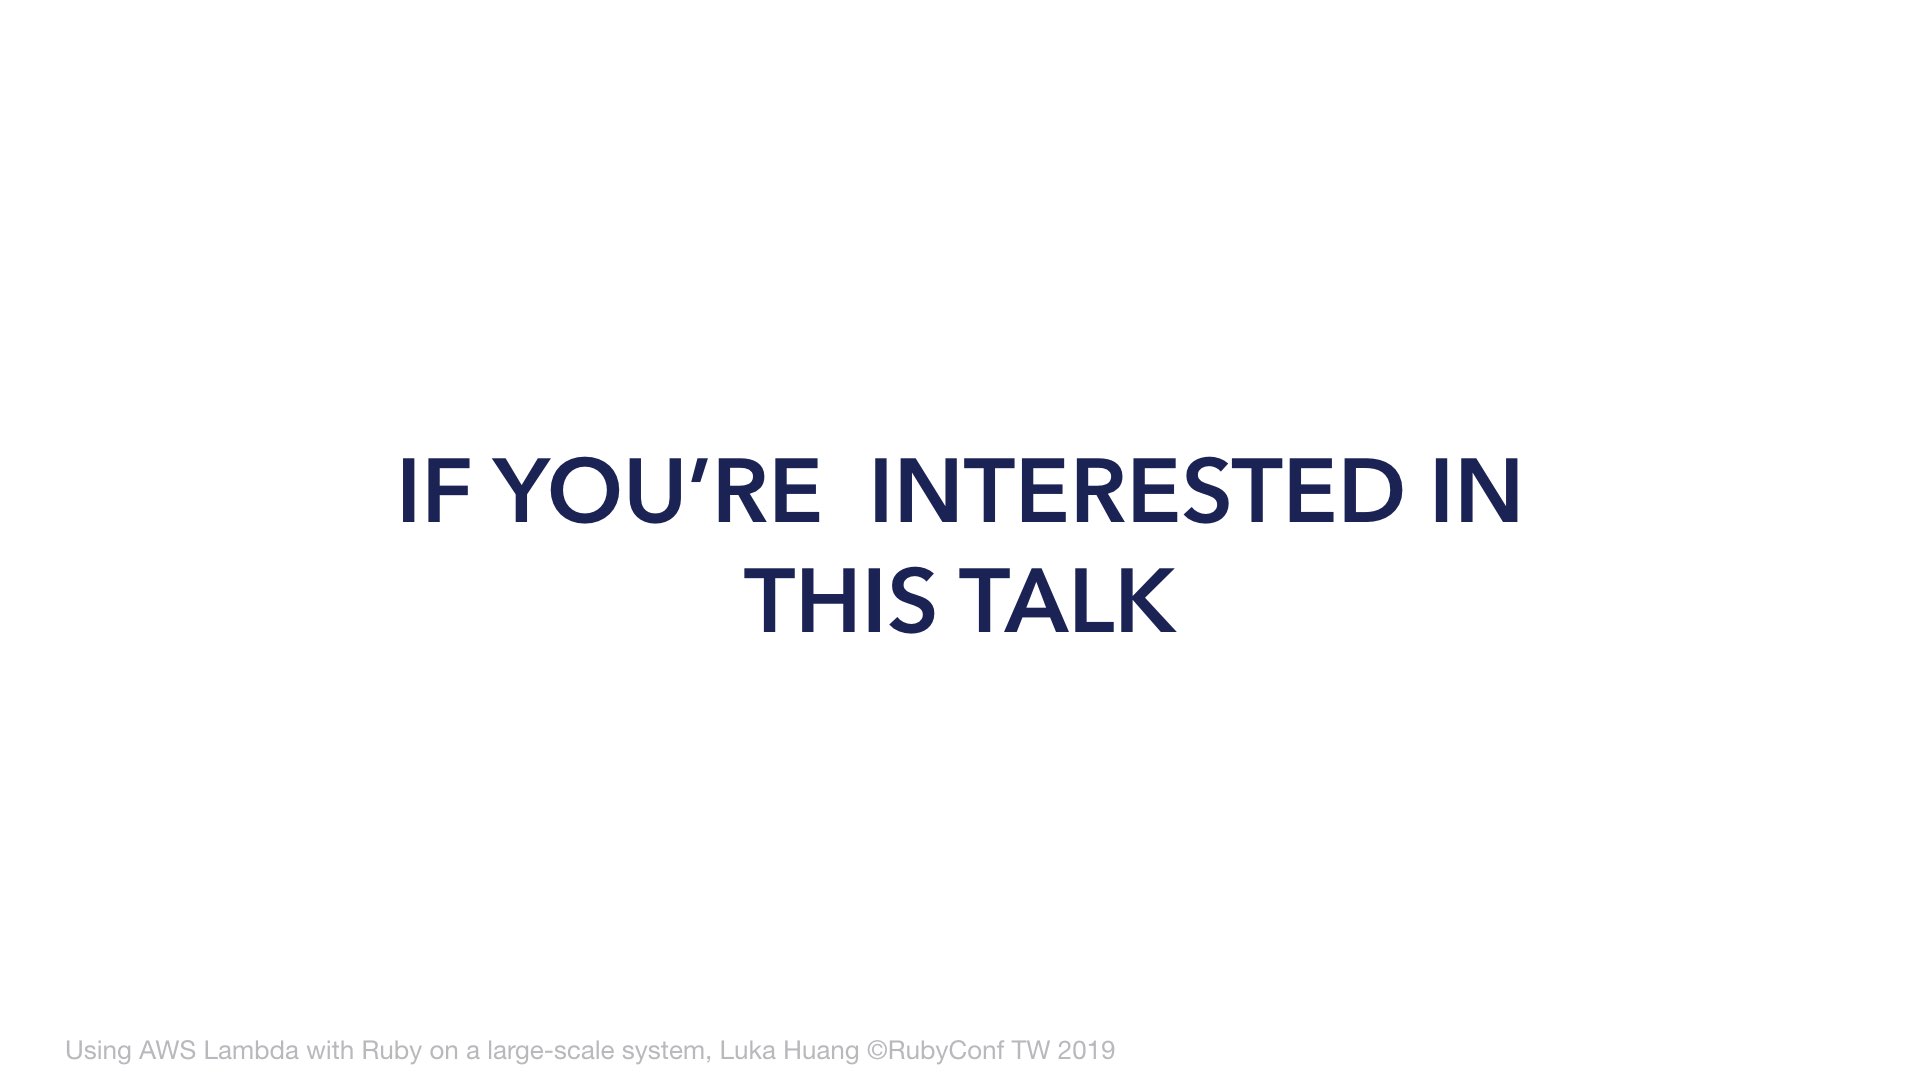 IF YOU’RE  INTERESTED IN
THIS TALK
Using AWS Lambda with Ruby on a large-scale system, Luka Huang ©RubyConf TW 2019